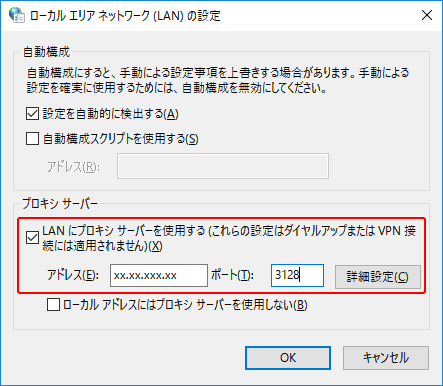 ローカル エリア ネットワーク (LAN) の設定
自動構成
自動構成にすると、手動による設定事項を上書きする場合があります。手動による
設定を確実に使用するためには、自動構成を無効にしてください。
設定を自動的に検出する(A)
自動構成スクリプトを使用する(S)
アドレス(R):
プロキシ サーバー
LAN にプロキシ サーバーを使用する (これらの設定はダイヤルアップまたは VPN 接
続には適用されません)(X)
アドレス(E): xx.xx.xxx.xx ポート(T): 3128 詳細設定(C)
ローカル アドレスにはプロキシ サーバーを使用しない(B)
OK キャンセル